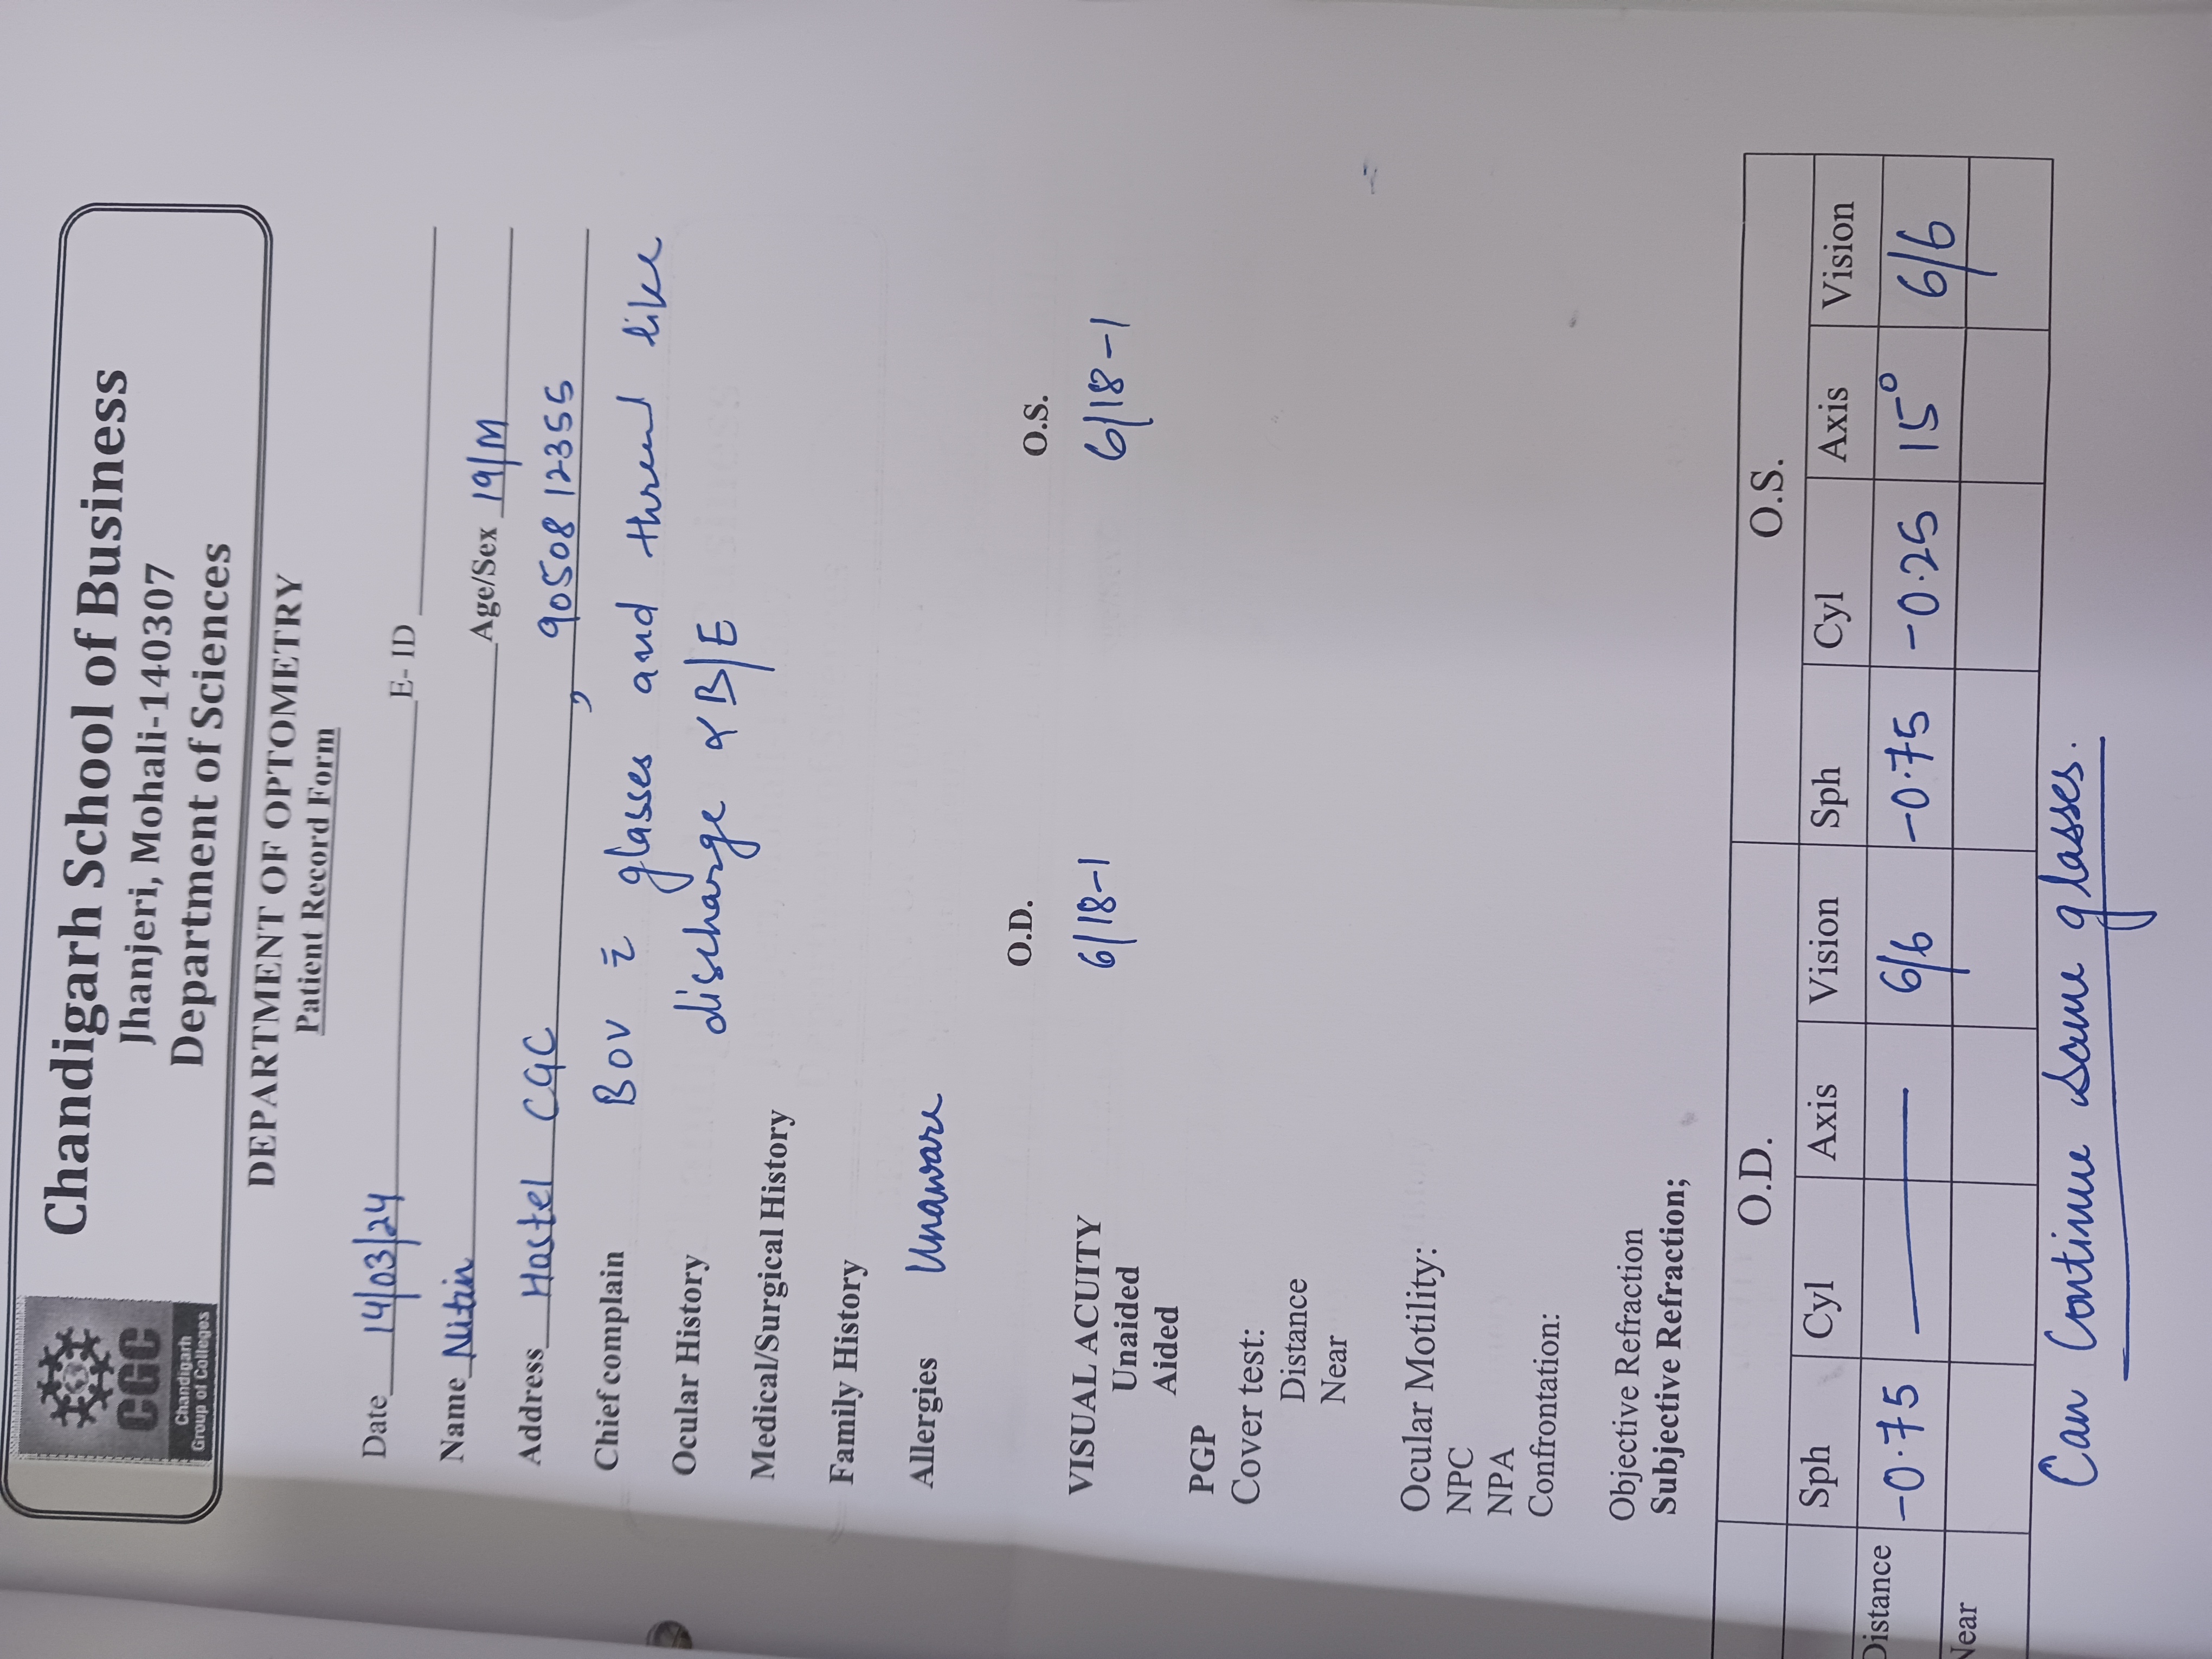 CGC
Chandigarh
Group of Colleges
Chandigarh School of Business
Jhanjeri, Mohali-140307
Department of Sciences
DEPARTMENT OF OPTOMETRY
Patient Record Form
Date 14/03/24 E- ID
Name Nitin Age/Sex 19/M
Address Hostel CGC , 90508 12355
Chief complain BOV c̄ glasses and thread like
Ocular History discharge B/E
Medical/Surgical History
Family History
Allergies Unaware
O.D. O.S.
VISUAL ACUITY 6/18-1 6/18-1
Unaided
Aided
PGP
Cover test:
Distance
Near
Ocular Motility:
NPC
NPA
Confrontation:
Objective Refraction
Subjective Refraction;
O.D. O.S.
Sph Cyl Axis Vision Sph Cyl Axis Vision
Distance -0.75 — 6/6 -0.75 -0.25 15° 6/6
Near
Can Continue Same glasses.